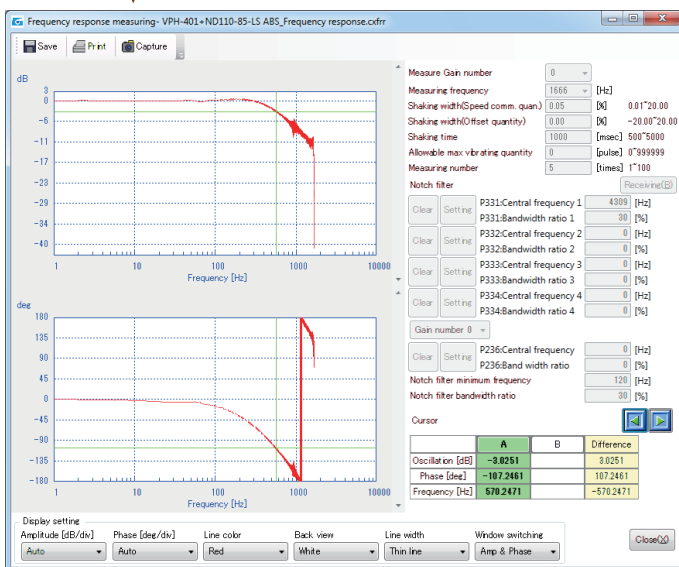 Frequency response measuring- VPH-401+ND110-85-LS ABS_Frequency response.cxfrr
Save Print Capture
dB
3
0
-6
-11
-17
-23
-29
-34
-40
1 10 100 1000 10000
Frequency [Hz]
deg
180
135
90
45
0
-45
-90
-135
-180
1 10 100 1000 10000
Frequency [Hz]
Measure Gain number 0
Measuring frequency 1666 [Hz]
Shaking width(Speed comm. quan.) 0.05 [%] 0.01~20.00
Shaking width(Offset quantity) 0.00 [%] -20.00~20.00
Shaking time 1000 [msec] 500~5000
Allowable max vibrating quantity 0 [pulse] 0~999999
Measuring number 5 [times] 1~100
Notch filter Receiving(R)
Clear Setting P331:Central frequency 1 4309 [Hz]
P331:Bandwidth ratio 1 30 [%]
Clear Setting P332:Central frequency 2 0 [Hz]
P332:Bandwidth ratio 2 0 [%]
Clear Setting P333:Central frequency 3 0 [Hz]
P333:Bandwidth ratio 3 0 [%]
Clear Setting P334:Central frequency 4 0 [Hz]
P334:Bandwidth ratio 4 0 [%]
Gain number 0
Clear Setting P236:Central frequency 0 [Hz]
P236:Band width ratio 0 [%]
Notch filter minimum frequency 120 [Hz]
Notch filter bandwidth ratio 30 [%]
Cursor
A B Difference
Oscillation [dB] -3.0251 3.0251
Phase [deg] -107.2461 107.2461
Frequency [Hz] 570.2471 -570.2471
Display setting
Amplitude [dB/div] Phase [deg/div] Line color Back view Line width Window switching
Auto Auto Red White Thin line Amp & Phase
Close(X)